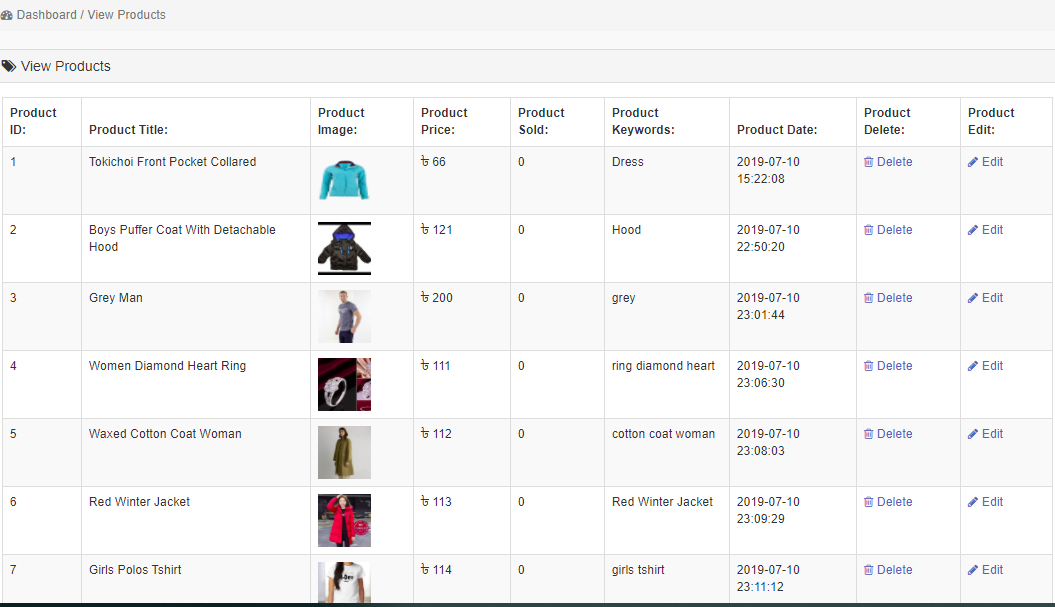 Dashboard / View Products
View Products
Product ID:
Product Title:
Product Image:
Product Price:
Product Sold:
Product Keywords:
Product Date:
Product Delete:
Product Edit:
1
Tokichoi Front Pocket Collared
৳ 66
0
Dress
2019-07-10
15:22:08
Delete
Edit
2
Boys Puffer Coat With Detachable
Hood
৳ 121
0
Hood
2019-07-10
22:50:20
Delete
Edit
3
Grey Man
৳ 200
0
grey
2019-07-10
23:01:44
Delete
Edit
4
Women Diamond Heart Ring
৳ 111
0
ring diamond heart
2019-07-10
23:06:30
Delete
Edit
5
Waxed Cotton Coat Woman
৳ 112
0
cotton coat woman
2019-07-10
23:08:03
Delete
Edit
6
Red Winter Jacket
৳ 113
0
Red Winter Jacket
2019-07-10
23:09:29
Delete
Edit
7
Girls Polos Tshirt
৳ 114
0
girls tshirt
2019-07-10
23:11:12
Delete
Edit